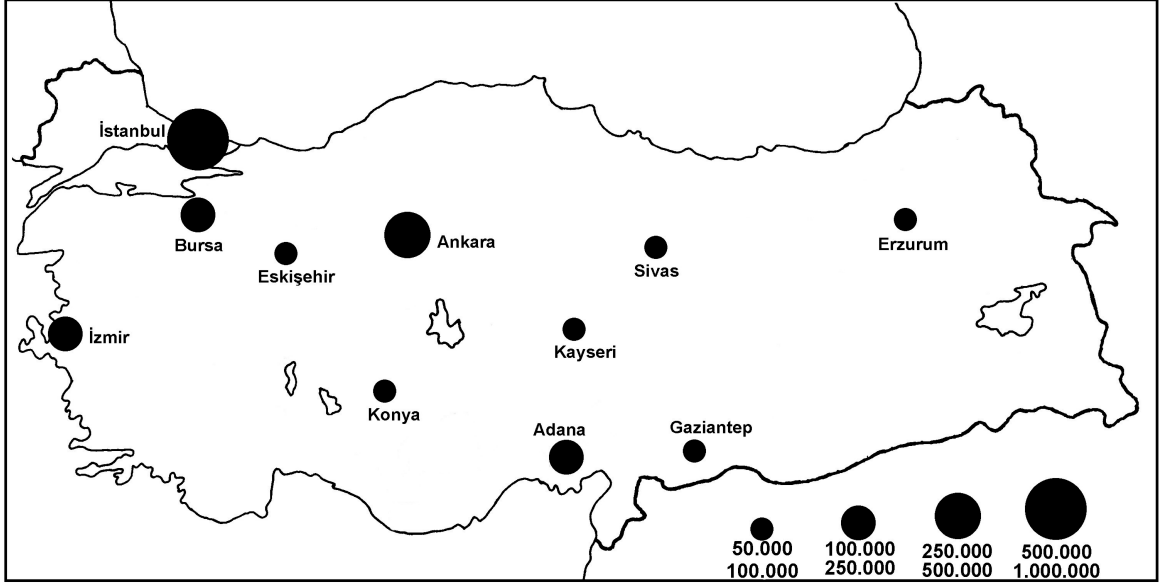 İstanbul
Bursa
Eskişehir
Ankara
Sivas
Erzurum
İzmir
Kayseri
Konya
Adana
Gaziantep
50.000 100.000 250.000 500.000
100.000 250.000 500.000 1.000.000